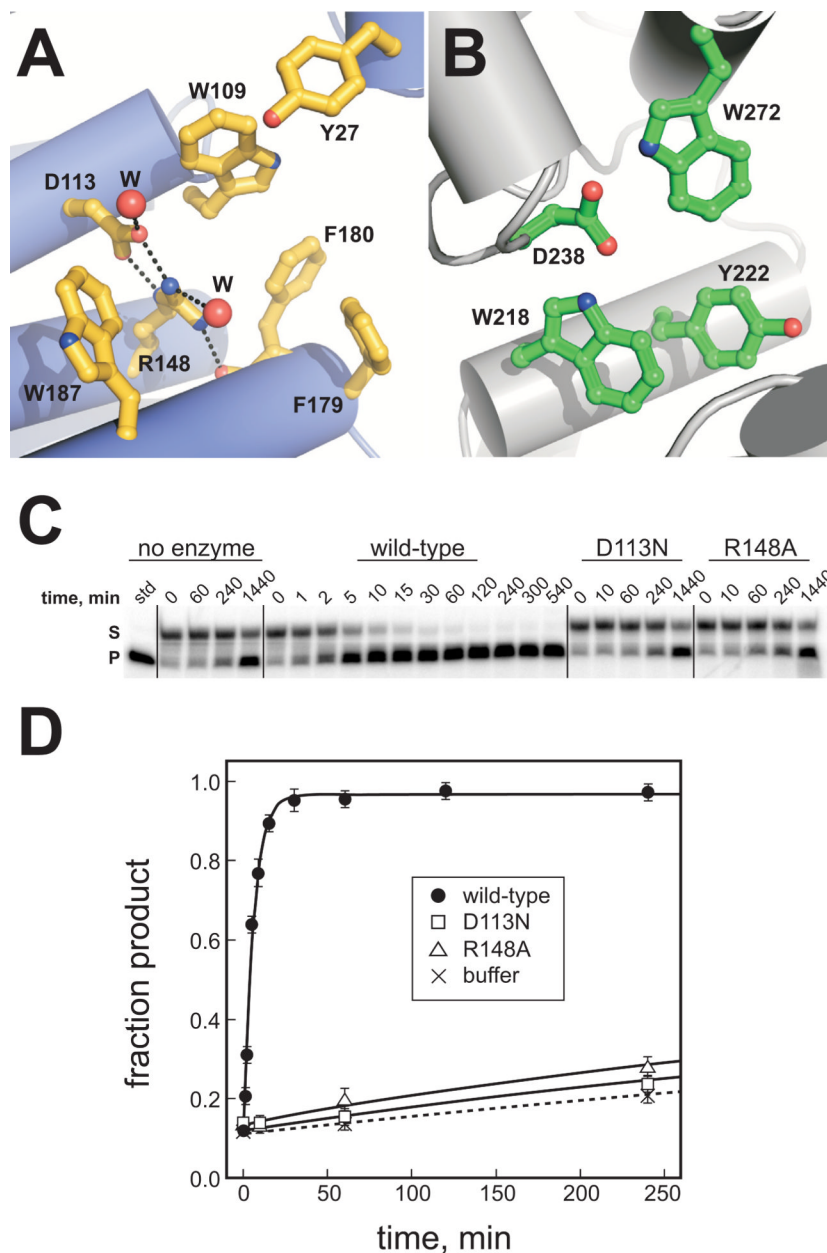 A
W109
Y27
D113
W
F180
W
R148
W187
F179
B
W272
D238
Y222
W218
C
no enzyme wild-type D113N R148A
time, min std 0 60 240 1440 0 1 2 5 10 15 30 60 120 240 300 540 0 10 60 240 1440 0 10 60 240 1440
S
P
D
fraction product
1.0
0.8
0.6
0.4
0.2
0.0
wild-type
D113N
R148A
buffer
0 50 100 150 200 250
time, min